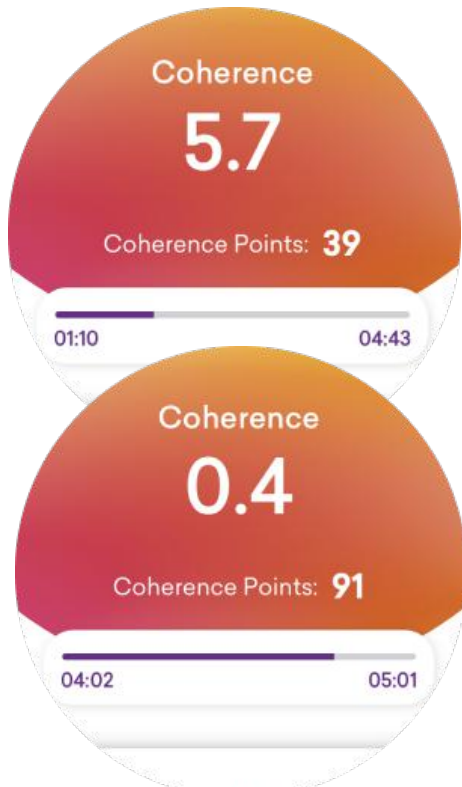 Coherence
5.7
Coherence Points: 39
01:10 04:43
Coherence
0.4
Coherence Points: 91
04:02 05:01